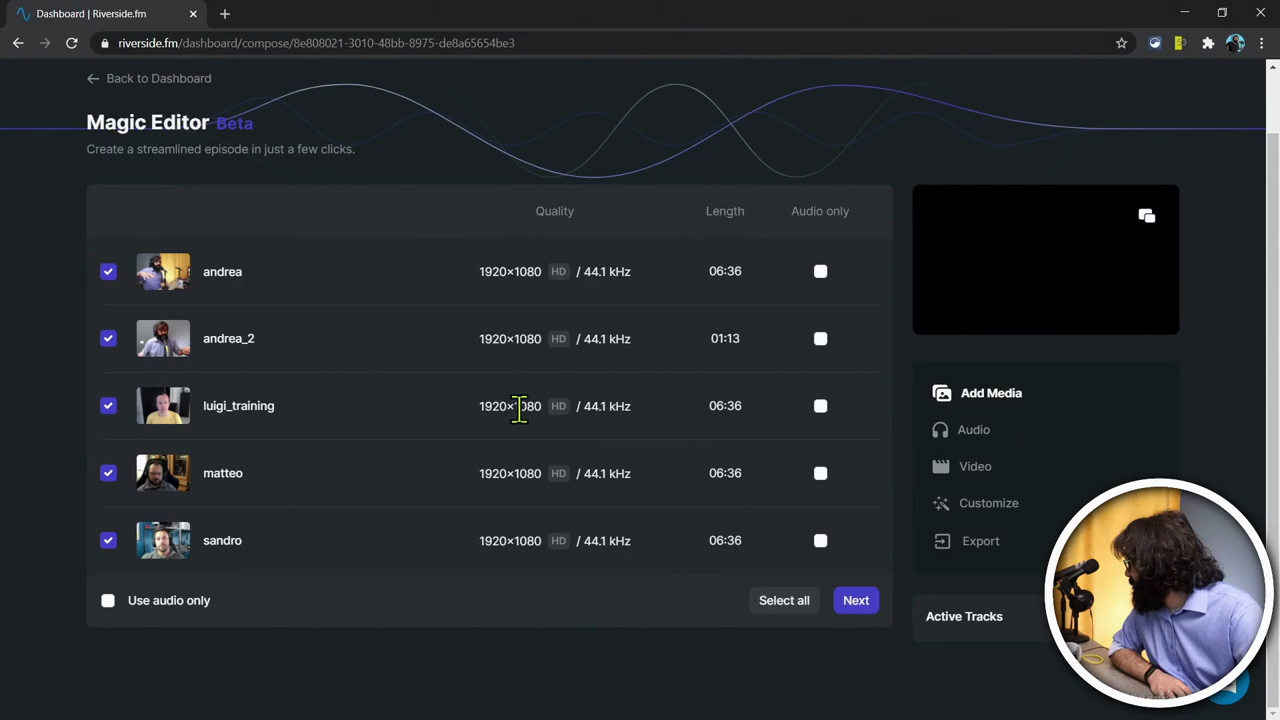 Dashboard | Riverside.fm
riverside.fm/dashboard/compose/8e808021-3010-48bb-8975-de8a65654be3
Back to Dashboard
Magic Editor Beta
Create a streamlined episode in just a few clicks.
Quality Length Audio only
andrea 1920×1080 HD / 44.1 kHz 06:36
andrea_2 1920×1080 HD / 44.1 kHz 01:13
luigi_training 1920×1080 HD / 44.1 kHz 06:36
matteo 1920×1080 HD / 44.1 kHz 06:36
sandro 1920×1080 HD / 44.1 kHz 06:36
Use audio only Select all Next
Add Media
Audio
Video
Customize
Export
Active Tracks